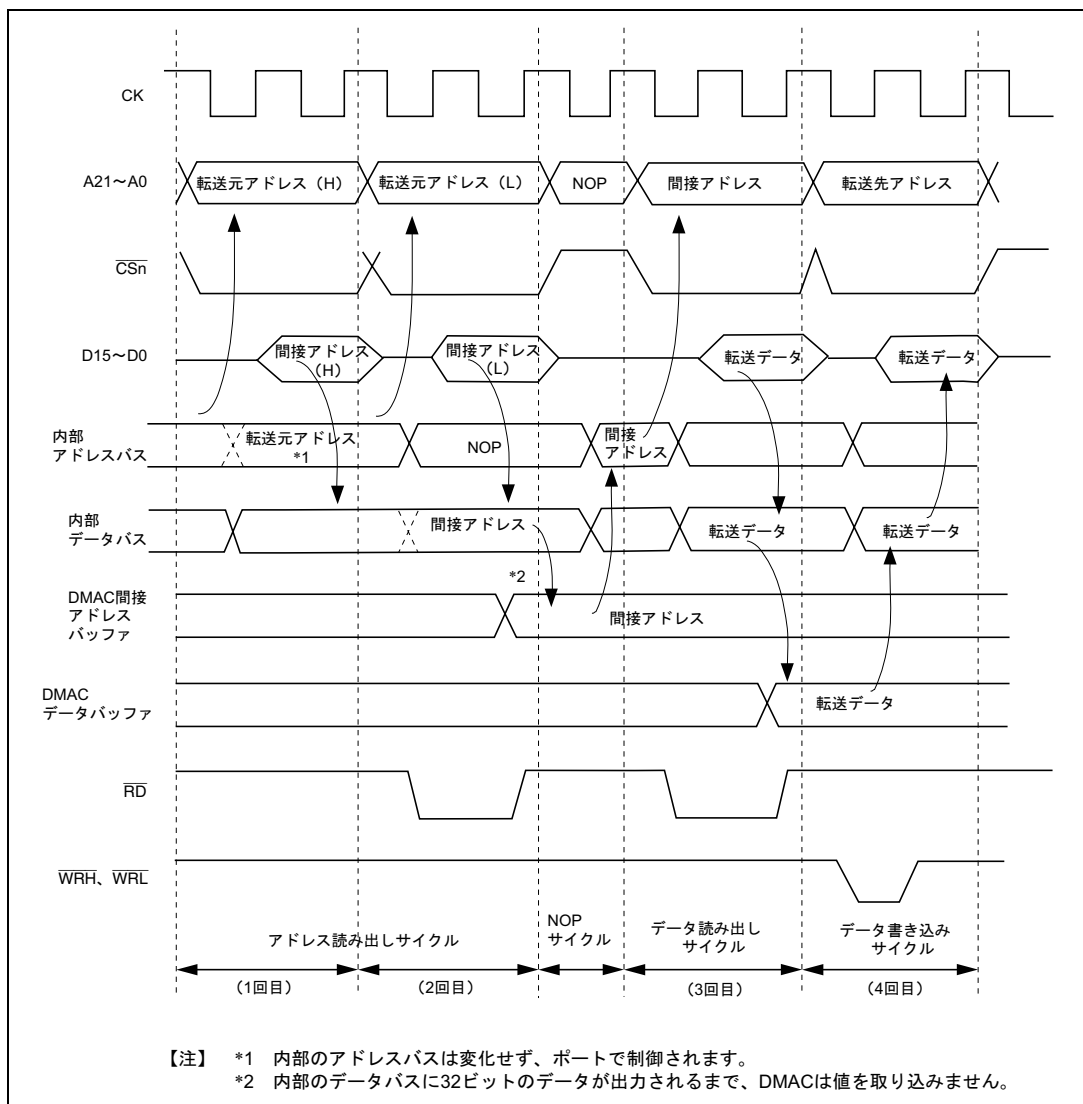 CK
A21～A0
転送元アドレス（H）
転送元アドレス（L）
NOP
間接アドレス
転送先アドレス
CSn
D15～D0
間接アドレス
（H）
間接アドレス
（L）
転送データ
転送データ
内部
アドレスバス
転送元アドレス
*1
NOP
間接
アドレス
内部
データバス
間接アドレス
転送データ
転送データ
DMAC間接
アドレス
バッファ
*2
間接アドレス
DMAC
データバッファ
転送データ
RD
WRH、WRL
アドレス読み出しサイクル
NOP
サイクル
データ読み出し
サイクル
データ書き込み
サイクル
（1回目）
（2回目）
（3回目）
（4回目）
【注】 *1 内部のアドレスバスは変化せず、ポートで制御されます。
*2 内部のデータバスに32ビットのデータが出力されるまで、DMACは値を取り込みません。